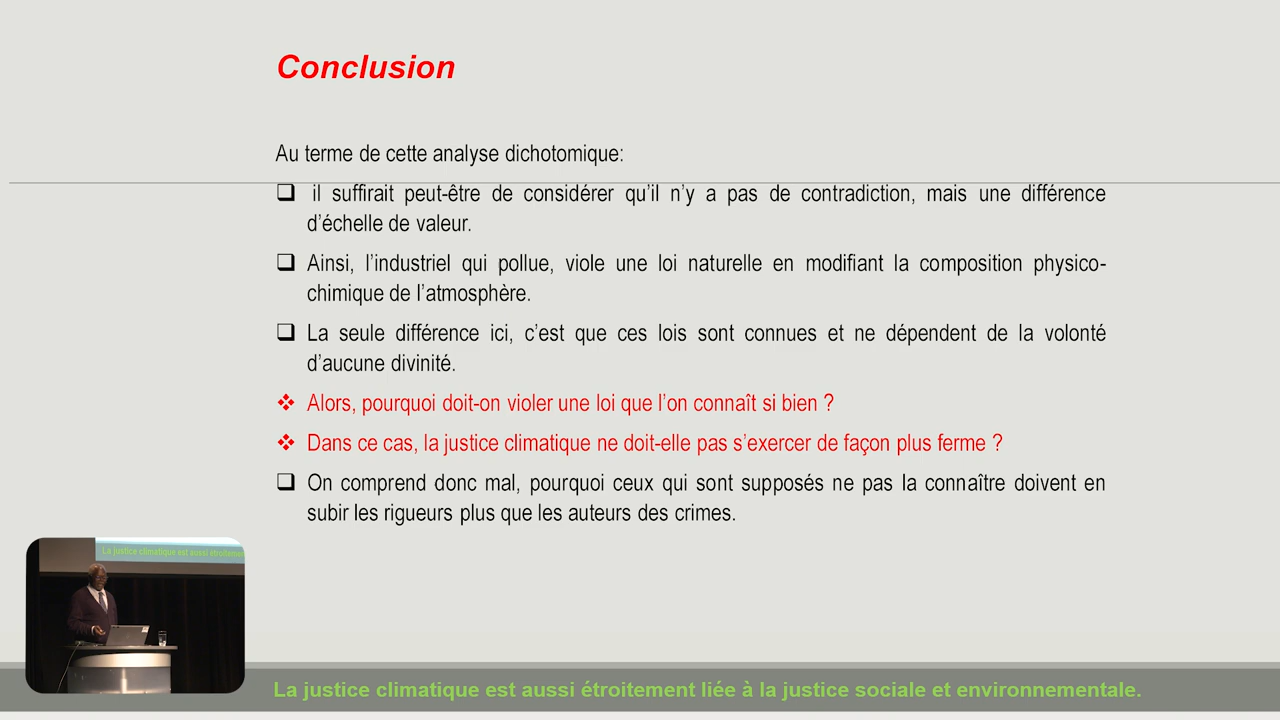 Conclusion
Au terme de cette analyse dichotomique:
il suffirait peut-être de considérer qu’il n’y a pas de contradiction, mais une différence
d’échelle de valeur.
Ainsi, l’industriel qui pollue, viole une loi naturelle en modifiant la composition physico-
chimique de l’atmosphère.
La seule différence ici, c’est que ces lois sont connues et ne dépendent de la volonté
d’aucune divinité.
Alors, pourquoi doit-on violer une loi que l’on connaît si bien ?
Dans ce cas, la justice climatique ne doit-elle pas s’exercer de façon plus ferme ?
On comprend donc mal, pourquoi ceux qui sont supposés ne pas la connaître doivent en
subir les rigueurs plus que les auteurs des crimes.
La justice climatique est aussi étroitement
La justice climatique est aussi étroitement liée à la justice sociale et environnementale.